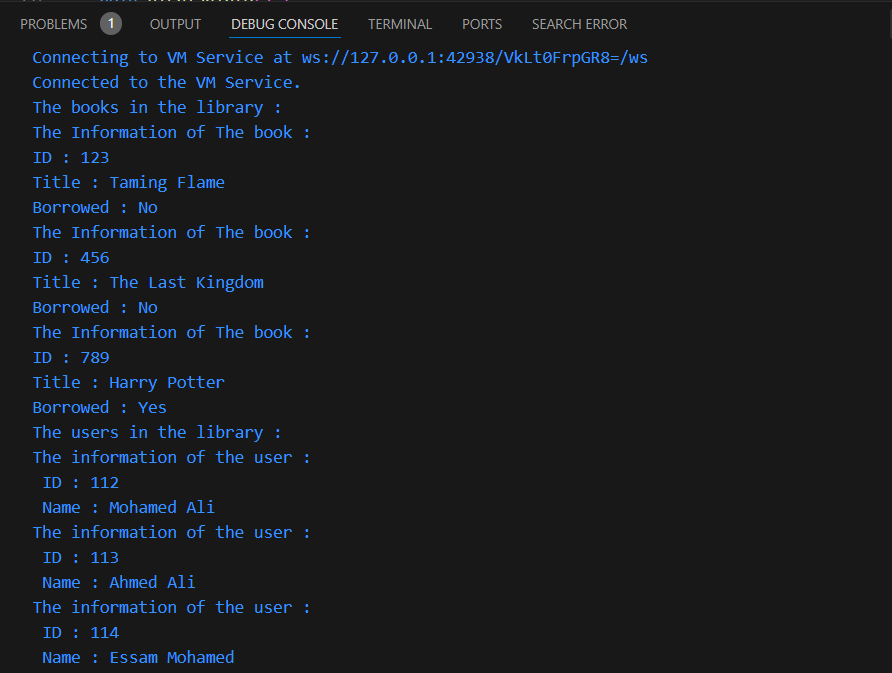 PROBLEMS 1 OUTPUT DEBUG CONSOLE TERMINAL PORTS SEARCH ERROR
Connecting to VM Service at ws://127.0.0.1:42938/VkLt0FrpGR8=/ws
Connected to the VM Service.
The books in the library :
The Information of The book :
ID : 123
Title : Taming Flame
Borrowed : No
The Information of The book :
ID : 456
Title : The Last Kingdom
Borrowed : No
The Information of The book :
ID : 789
Title : Harry Potter
Borrowed : Yes
The users in the library :
The information of the user :
ID : 112
Name : Mohamed Ali
The information of the user :
ID : 113
Name : Ahmed Ali
The information of the user :
ID : 114
Name : Essam Mohamed